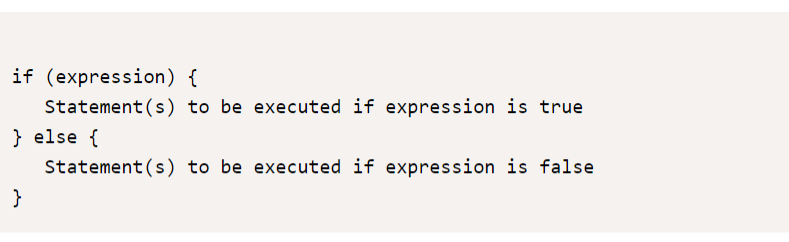 if (expression) {
   Statement(s) to be executed if expression is true
} else {
   Statement(s) to be executed if expression is false
}